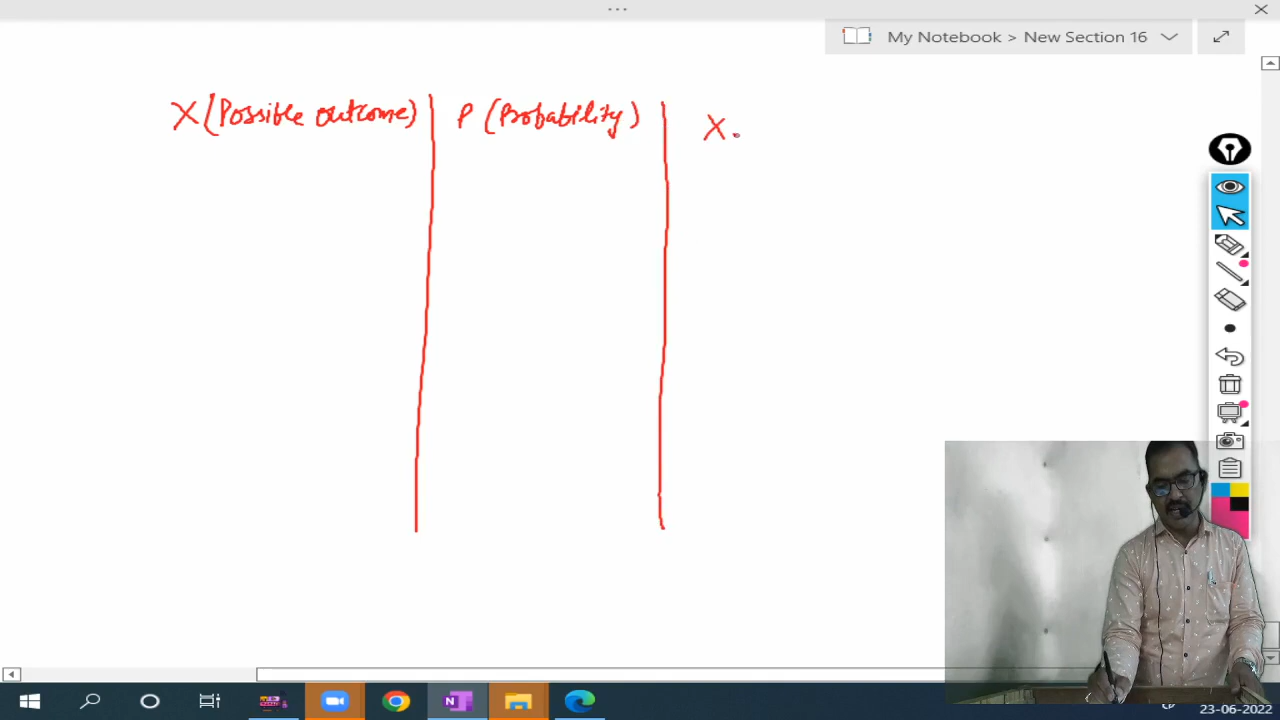 My Notebook > New Section 16
X (Possible outcome) P (Probability) X.
23-06-2022